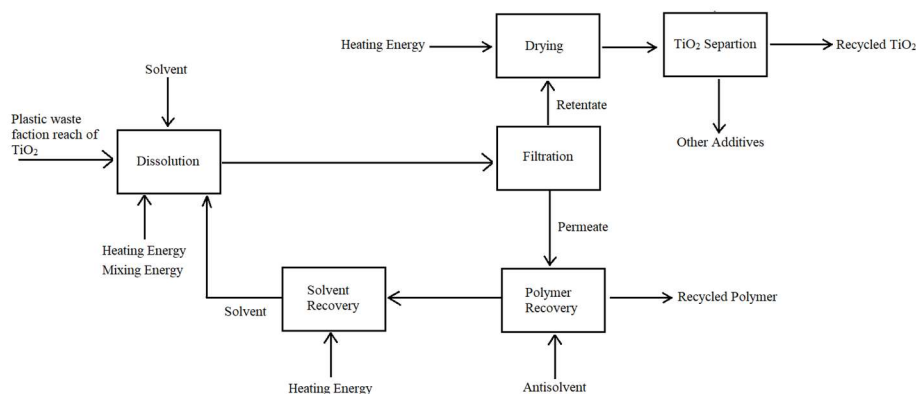 Heating Energy
Drying
TiO2 Separtion
Recycled TiO2
Solvent
Retentate
Plastic waste
faction reach of
TiO2
Dissolution
Filtration
Other Additives
Permeate
Heating Energy
Mixing Energy
Solvent
Solvent
Recovery
Polymer
Recovery
Recycled Polymer
Heating Energy
Antisolvent